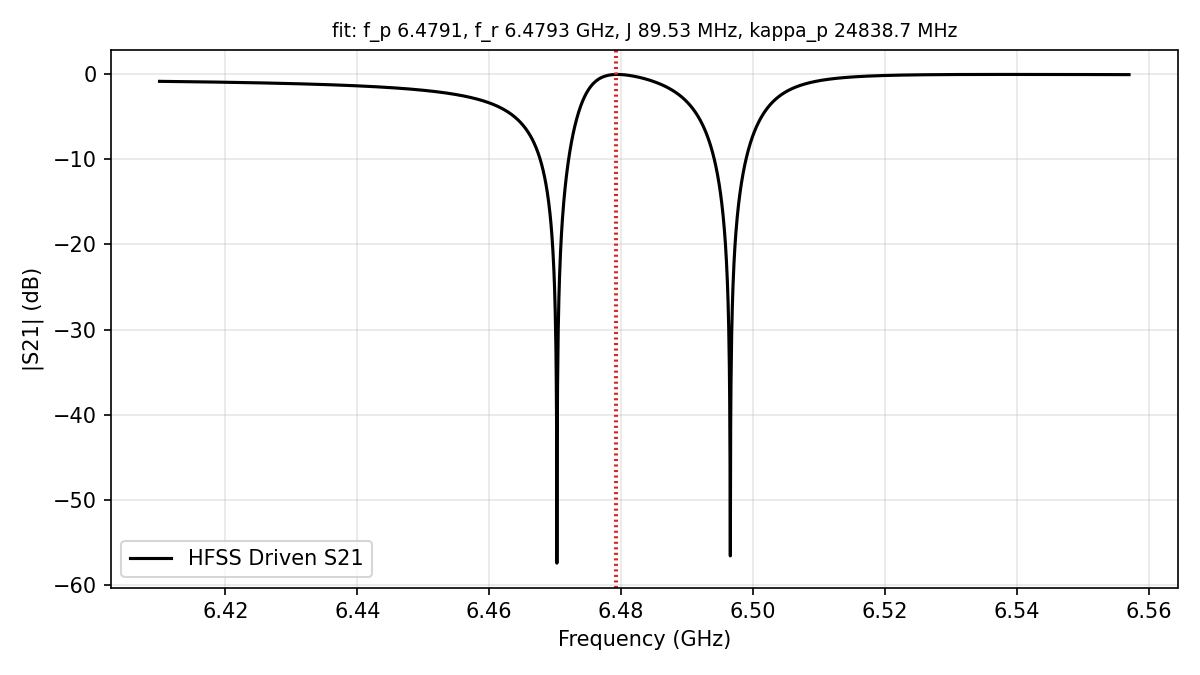 fit: f_p 6.4791, f_r 6.4793 GHz, J 89.53 MHz, kappa_p 24838.7 MHz
|S21| (dB)
0
−10
−20
−30
−40
−50
−60
HFSS Driven S21
6.42 6.44 6.46 6.48 6.50 6.52 6.54 6.56
Frequency (GHz)